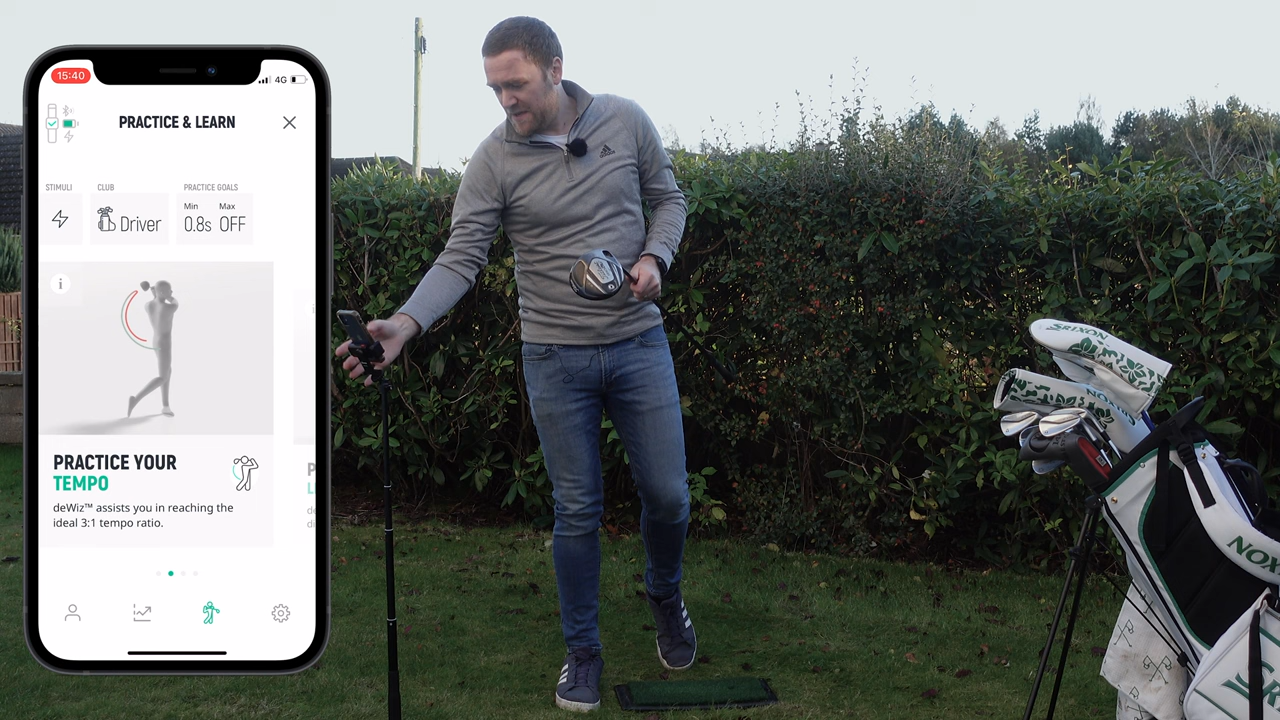 15:40
4G
PRACTICE & LEARN
STIMULI
CLUB
PRACTICE GOALS
Min
Max
Driver
0.8s
OFF
i
PRACTICE YOUR
TEMPO
deWiz™ assists you in reaching the
ideal 3:1 tempo ratio.
adidas
SRIXON